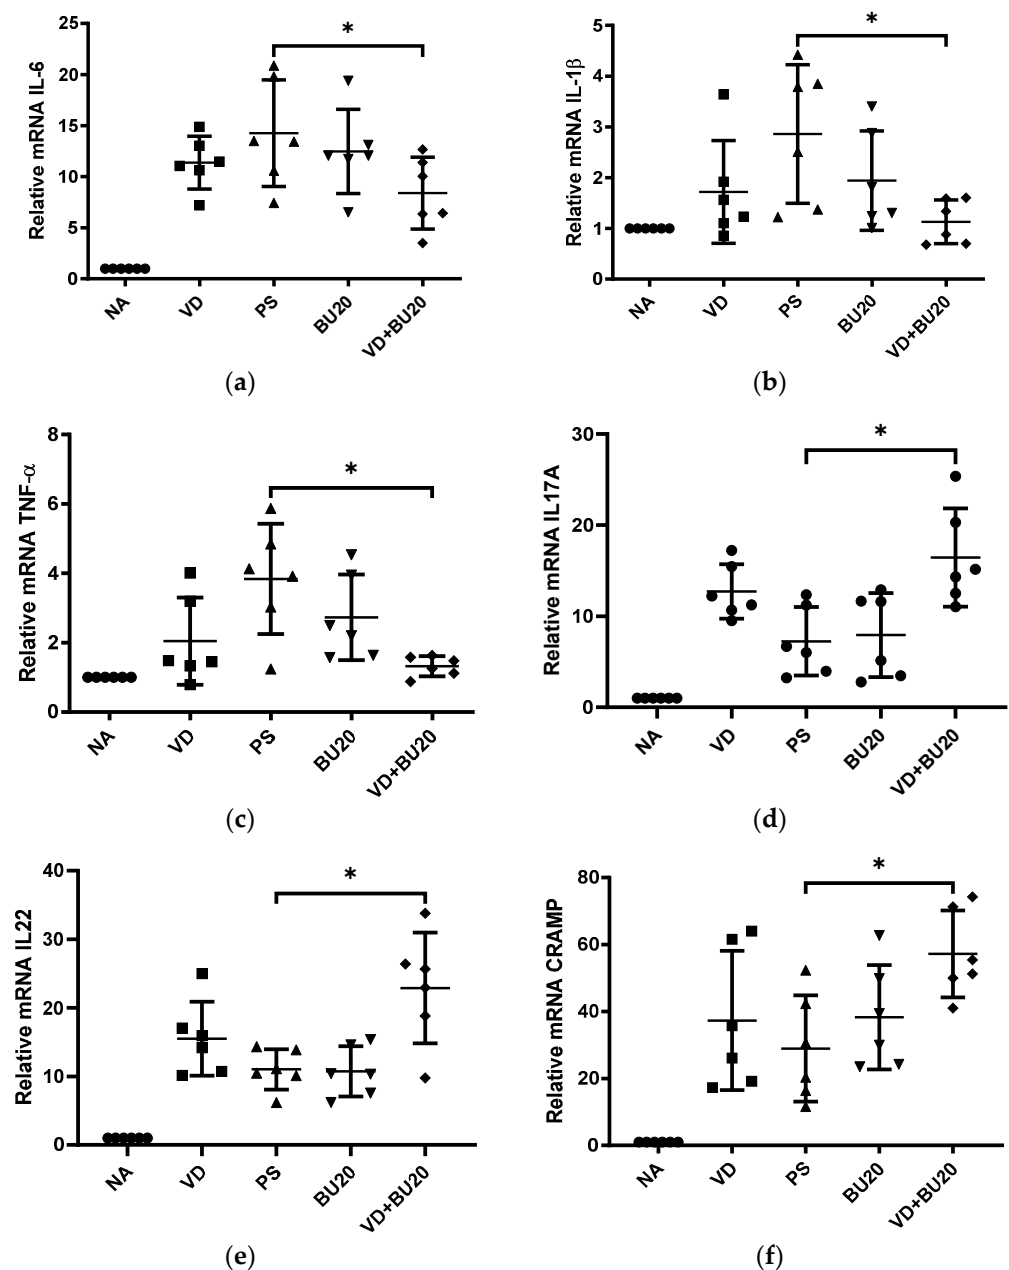 Relative mRNA IL-6
25
20
15
10
5
0
*
NA
VD
PS
BU20
VD+BU20
(a)
Relative mRNA IL-1β
5
4
3
2
1
0
*
NA
VD
PS
BU20
VD+BU20
(b)
Relative mRNA TNF-α
8
6
4
2
0
*
NA
VD
PS
BU20
VD+BU20
(c)
Relative mRNA IL17A
30
20
10
0
*
NA
VD
PS
BU20
VD+BU20
(d)
Relative mRNA IL22
40
30
20
10
0
*
NA
VD
PS
BU20
VD+BU20
(e)
Relative mRNA CRAMP
80
60
40
20
0
*
NA
VD
PS
BU20
VD+BU20
(f)